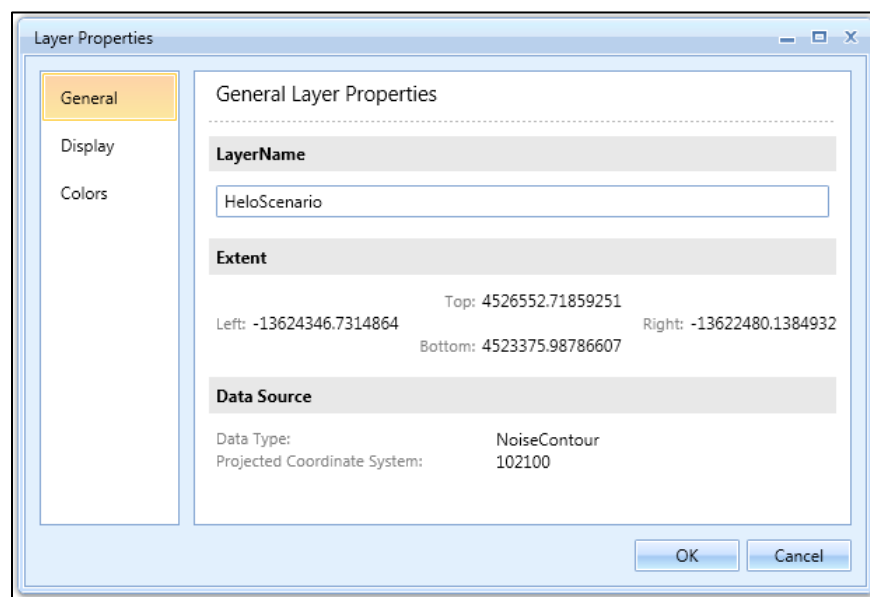 Layer Properties
General
Display
Colors
General Layer Properties
LayerName
HeloScenario
Extent
Top: 4526552.71859251
Left: -13624346.7314864
Right: -13622480.1384932
Bottom: 4523375.98786607
Data Source
Data Type: NoiseContour
Projected Coordinate System: 102100
OK
Cancel